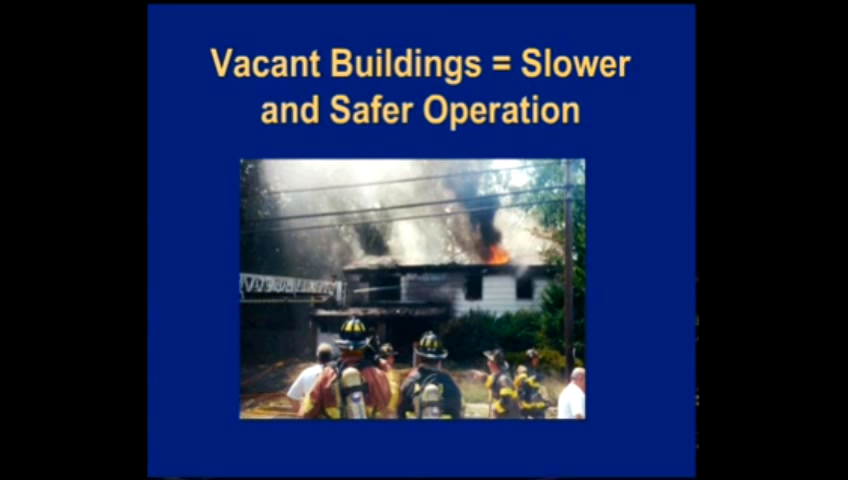 Vacant Buildings = Slower
and Safer Operation